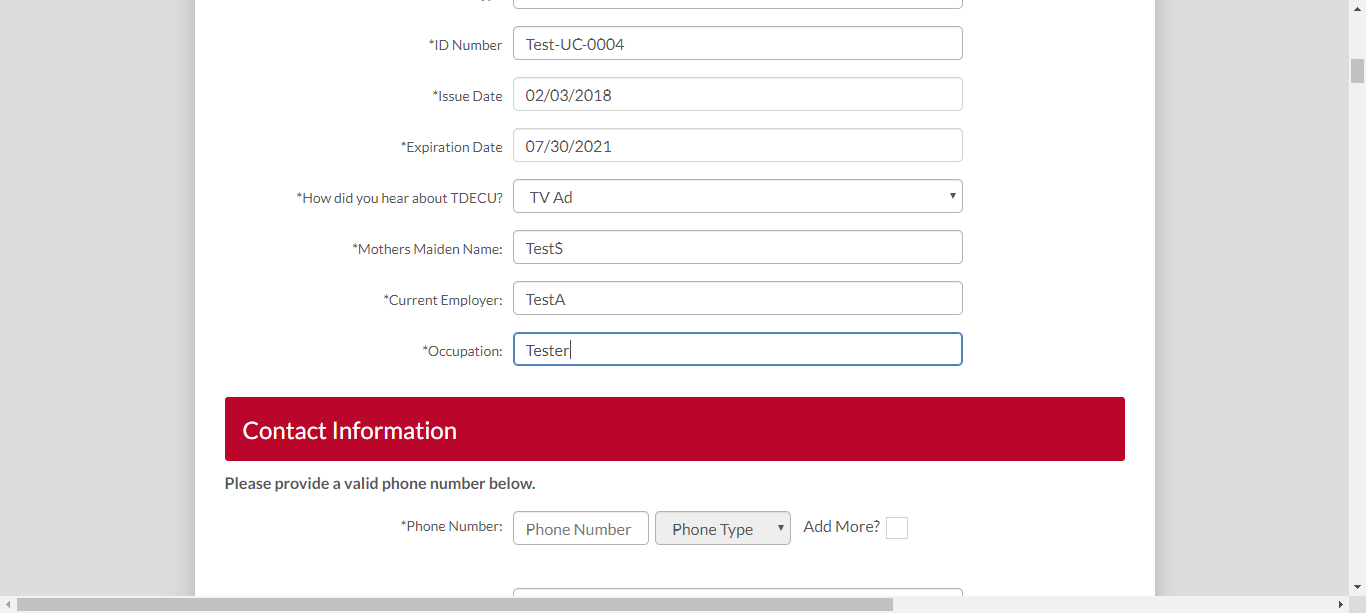 *ID Number Test-UC-0004
*Issue Date 02/03/2018
*Expiration Date 07/30/2021
*How did you hear about TDECU? TV Ad
*Mothers Maiden Name: Test$
*Current Employer: TestA
*Occupation: Tester
Contact Information
Please provide a valid phone number below.
*Phone Number: Phone Number Phone Type Add More?